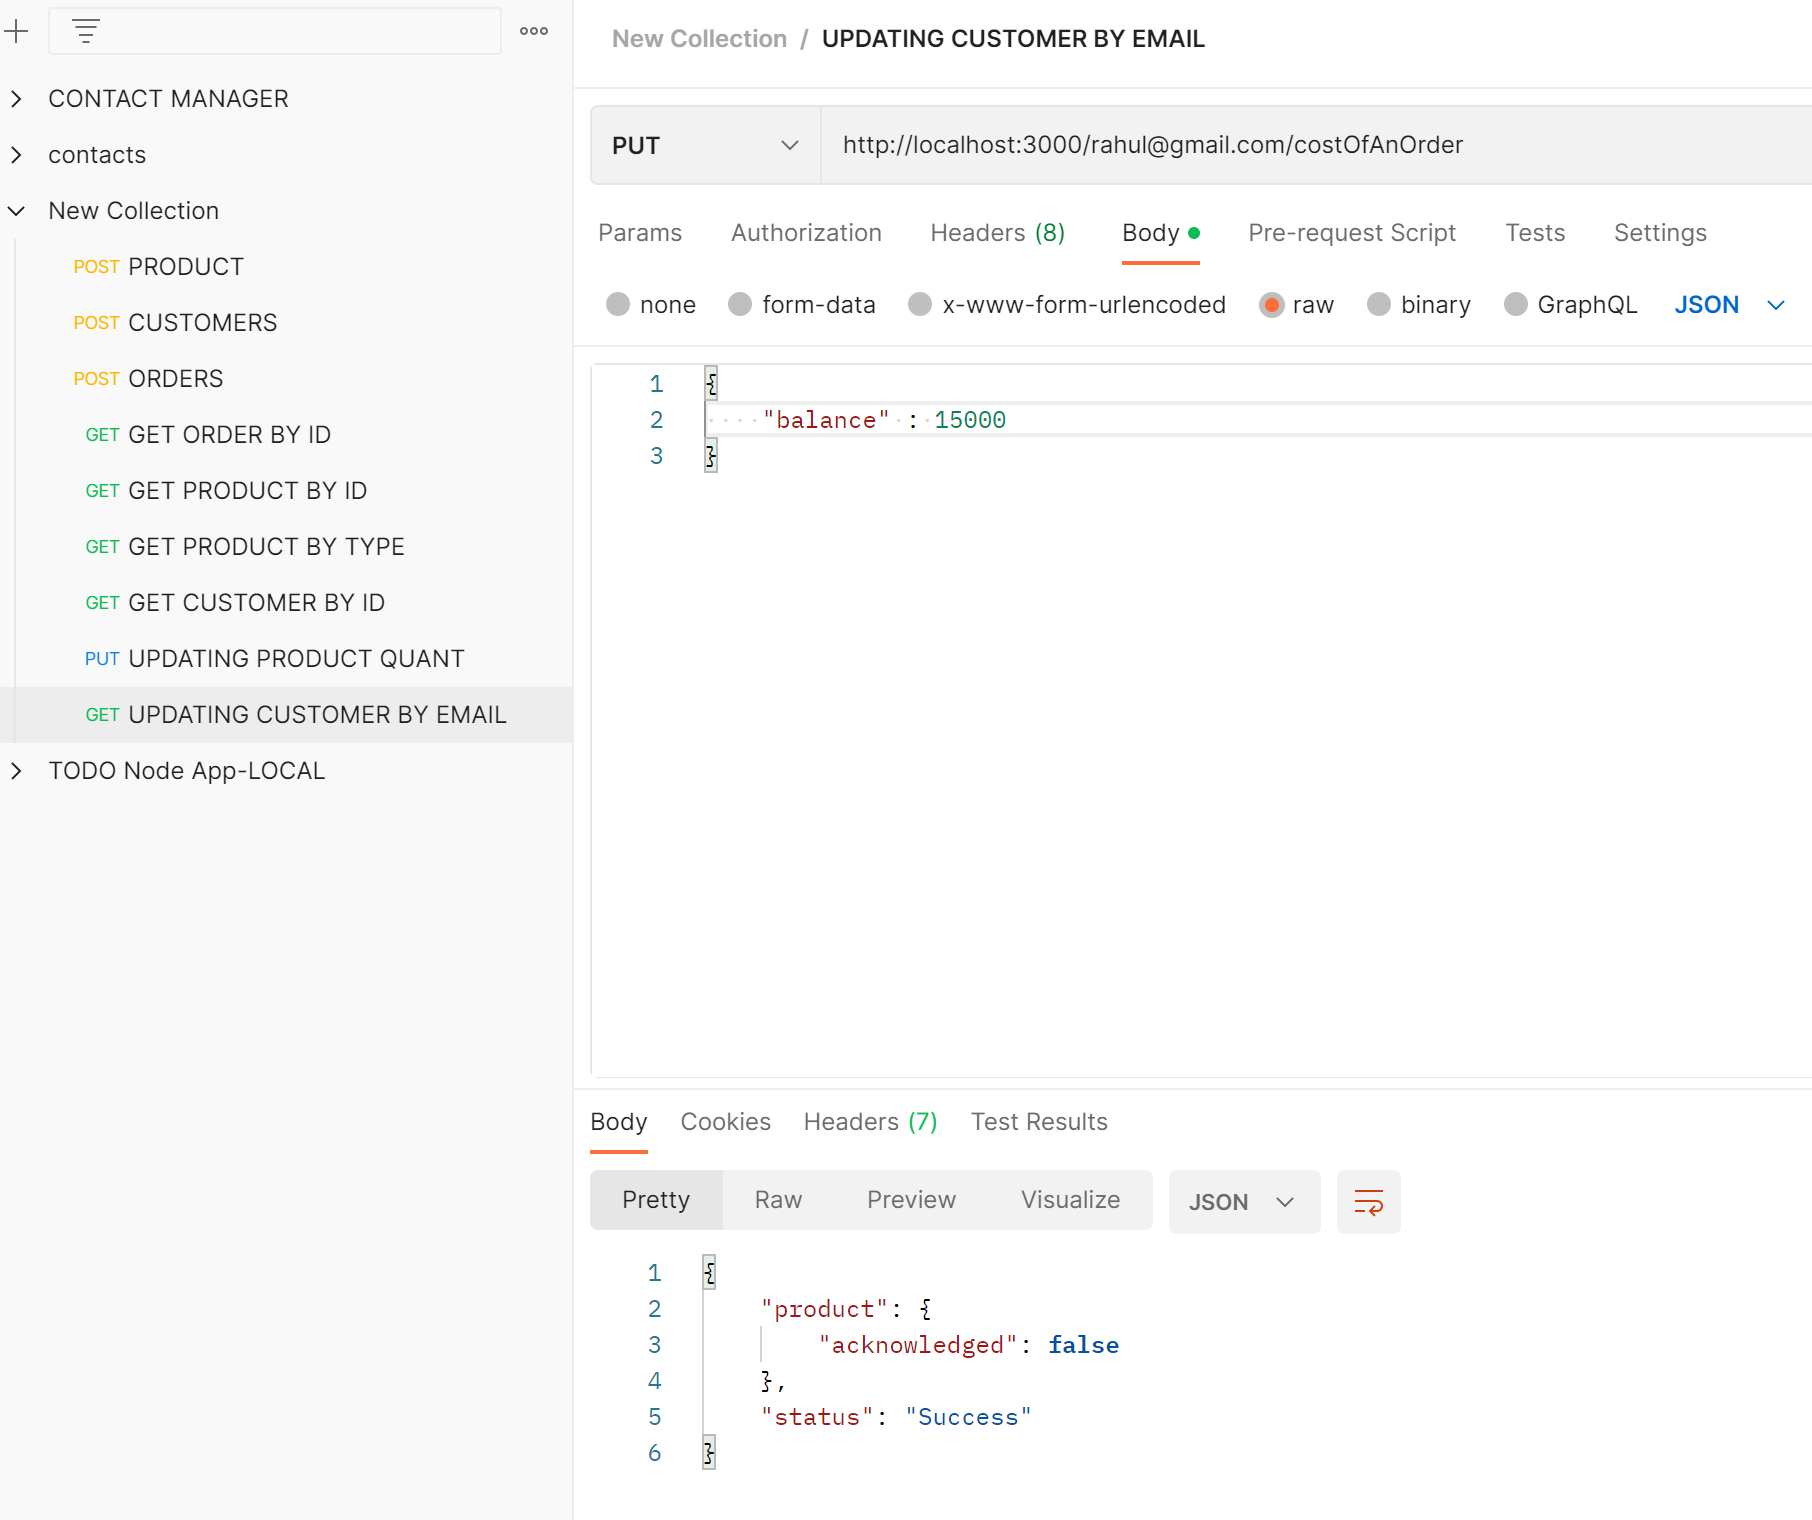 CONTACT MANAGER
contacts
New Collection
POST PRODUCT
POST CUSTOMERS
POST ORDERS
GET GET ORDER BY ID
GET GET PRODUCT BY ID
GET GET PRODUCT BY TYPE
GET GET CUSTOMER BY ID
PUT UPDATING PRODUCT QUANT
GET UPDATING CUSTOMER BY EMAIL
TODO Node App-LOCAL
New Collection / UPDATING CUSTOMER BY EMAIL
PUT http://localhost:3000/rahul@gmail.com/costOfAnOrder
Params Authorization Headers (8) Body Pre-request Script Tests Settings
none form-data x-www-form-urlencoded raw binary GraphQL JSON
1 {
2 "balance" : 15000
3 }
Body Cookies Headers (7) Test Results
Pretty Raw Preview Visualize JSON
1 {
2 "product": {
3 "acknowledged": false
4 },
5 "status": "Success"
6 }